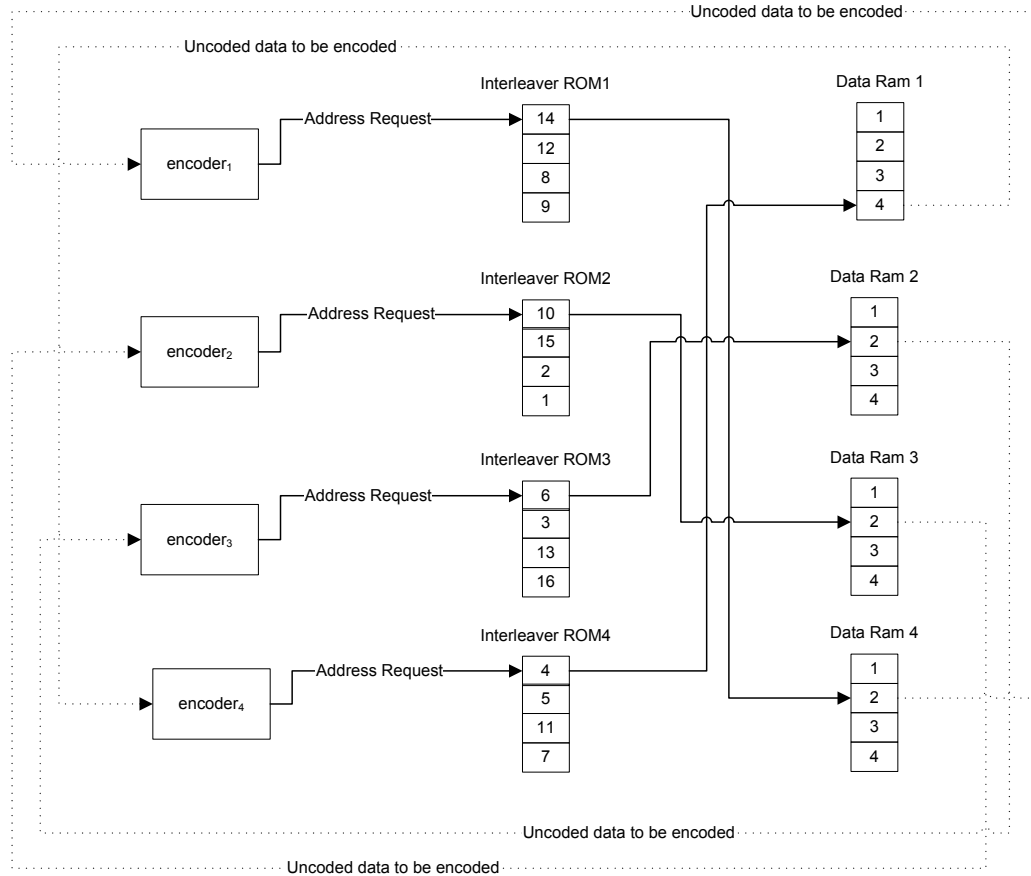 Uncoded data to be encoded
Uncoded data to be encoded
Interleaver ROM1
Data Ram 1
Address Request
encoder₁
14
12
8
9
1
2
3
4
Interleaver ROM2
Data Ram 2
Address Request
encoder₂
10
15
2
1
1
2
3
4
Interleaver ROM3
Data Ram 3
Address Request
encoder₃
6
3
13
16
1
2
3
4
Interleaver ROM4
Data Ram 4
Address Request
encoder₄
4
5
11
7
1
2
3
4
Uncoded data to be encoded
Uncoded data to be encoded